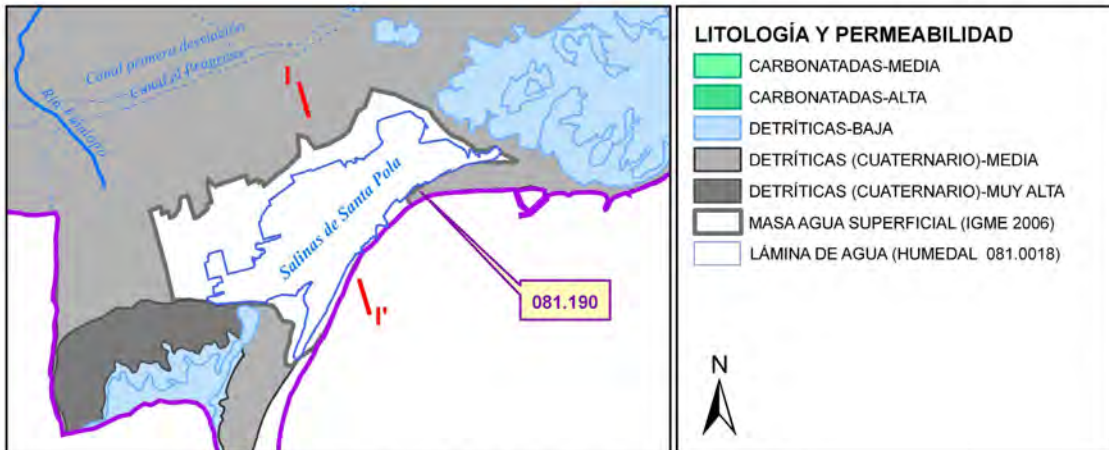 Canal primera desviación
Canal el Progreso
Río Vinalopo
I
Salinas de Santa Pola
I'
081.190
LITOLOGÍA Y PERMEABILIDAD
CARBONATADAS-MEDIA
CARBONATADAS-ALTA
DETRÍTICAS-BAJA
DETRÍTICAS (CUATERNARIO)-MEDIA
DETRÍTICAS (CUATERNARIO)-MUY ALTA
MASA AGUA SUPERFICIAL (IGME 2006)
LÁMINA DE AGUA (HUMEDAL 081.0018)
N